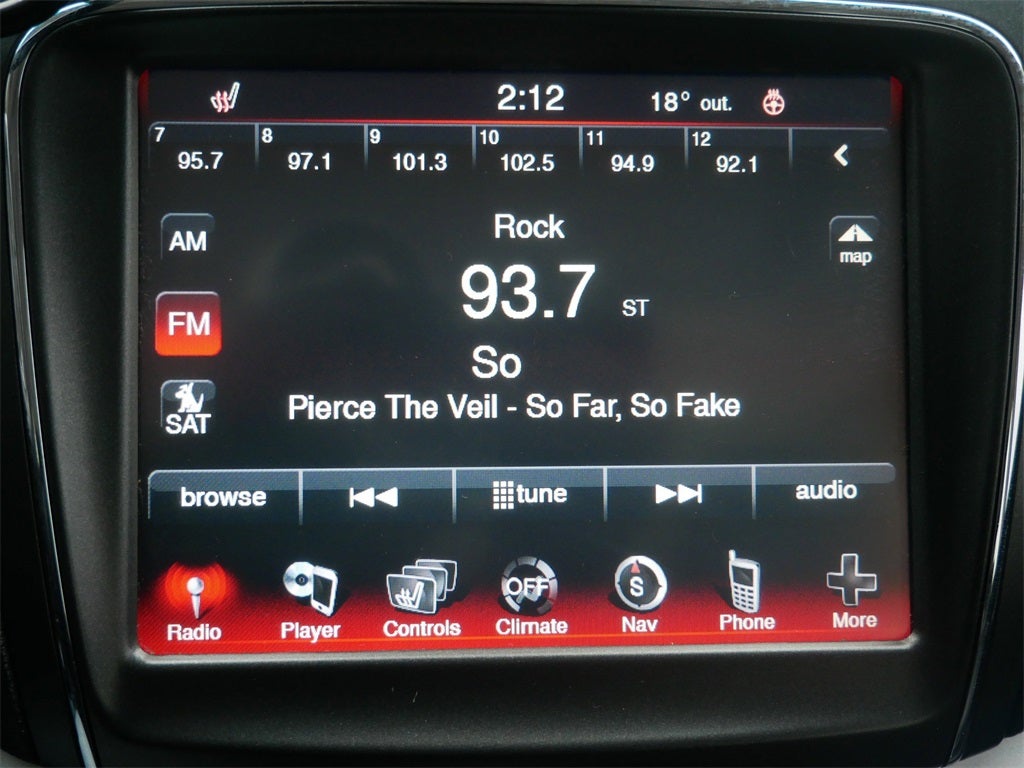 2:12 18° out.
7 8 9 10 11 12
95.7 97.1 101.3 102.5 94.9 92.1
AM
Rock
map
FM
93.7 ST
So
SAT
Pierce The Veil - So Far, So Fake
browse tune audio
OFF S
Radio Player Controls Climate Nav Phone More